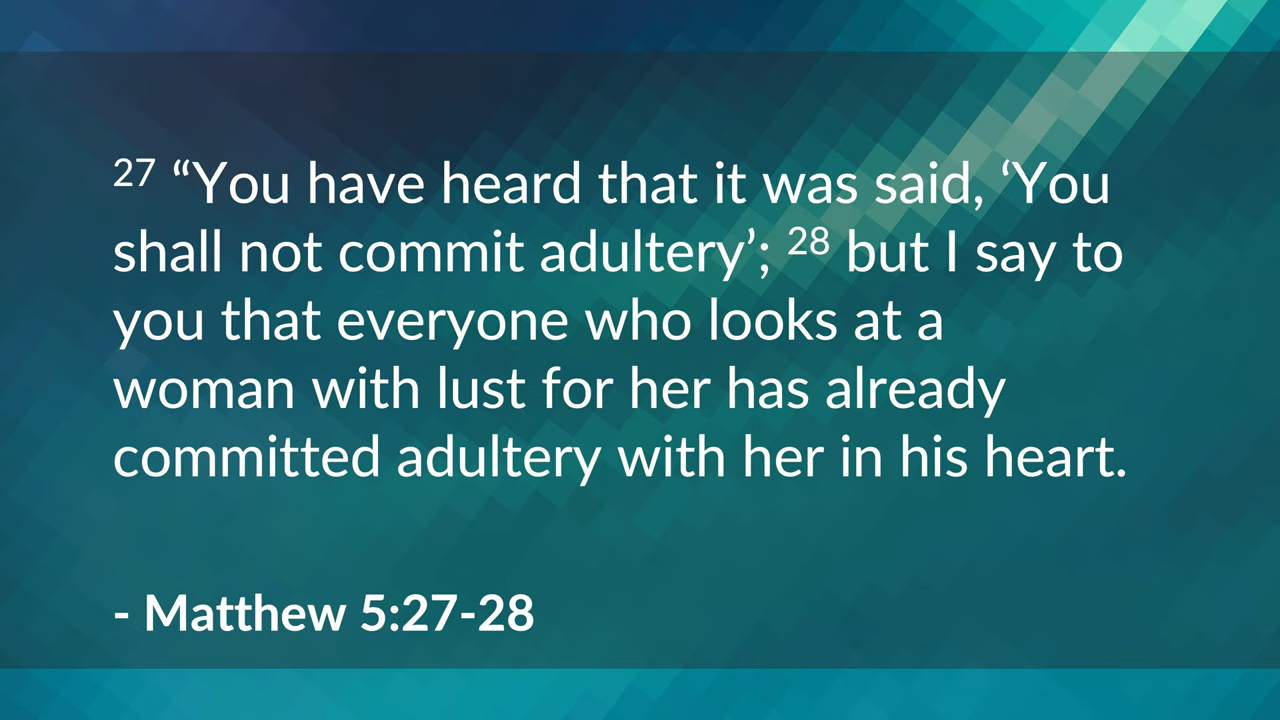 27 “You have heard that it was said, ‘You
shall not commit adultery’; 28 but I say to
you that everyone who looks at a
woman with lust for her has already
committed adultery with her in his heart.
- Matthew 5:27-28